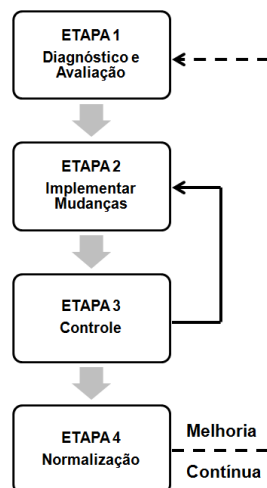 ETAPA 1
Diagnóstico e
Avaliação
ETAPA 2
Implementar
Mudanças
ETAPA 3
Controle
ETAPA 4
Normalização
Melhoria
Contínua